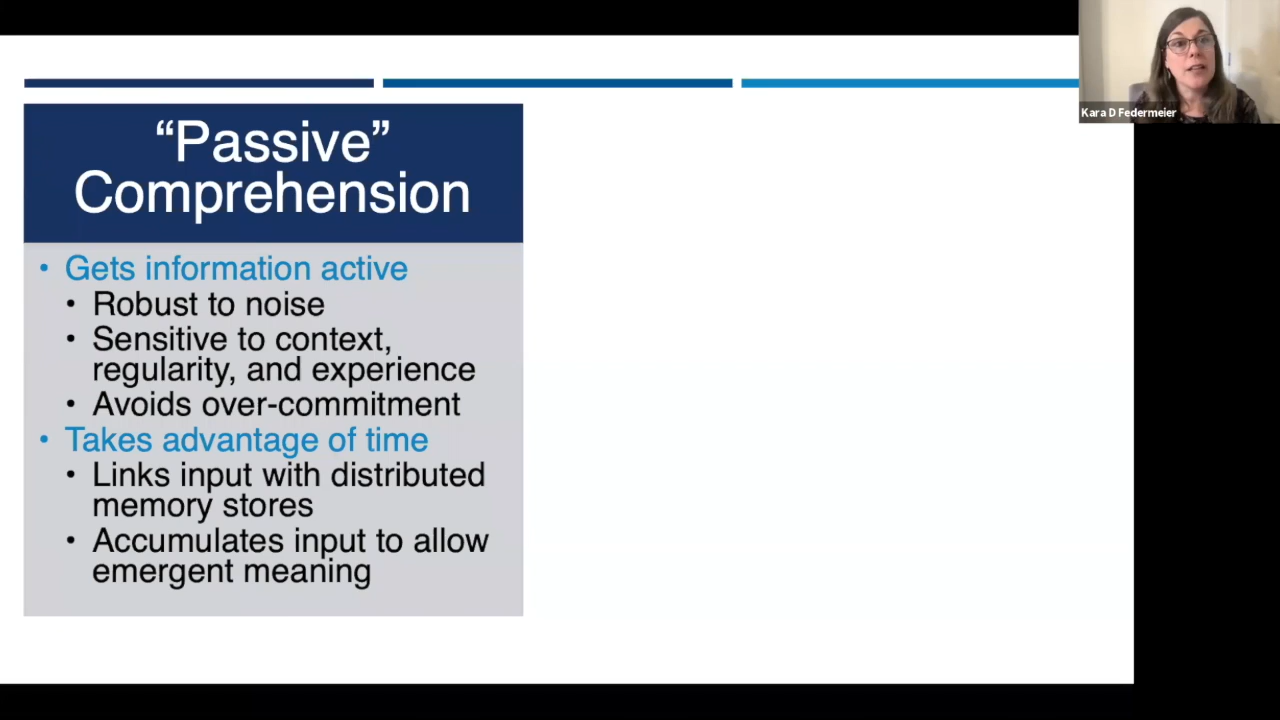 “Passive”
Comprehension
• Gets information active
• Robust to noise
• Sensitive to context,
regularity, and experience
• Avoids over-commitment
• Takes advantage of time
• Links input with distributed
memory stores
• Accumulates input to allow
emergent meaning
Kara D Federmeier